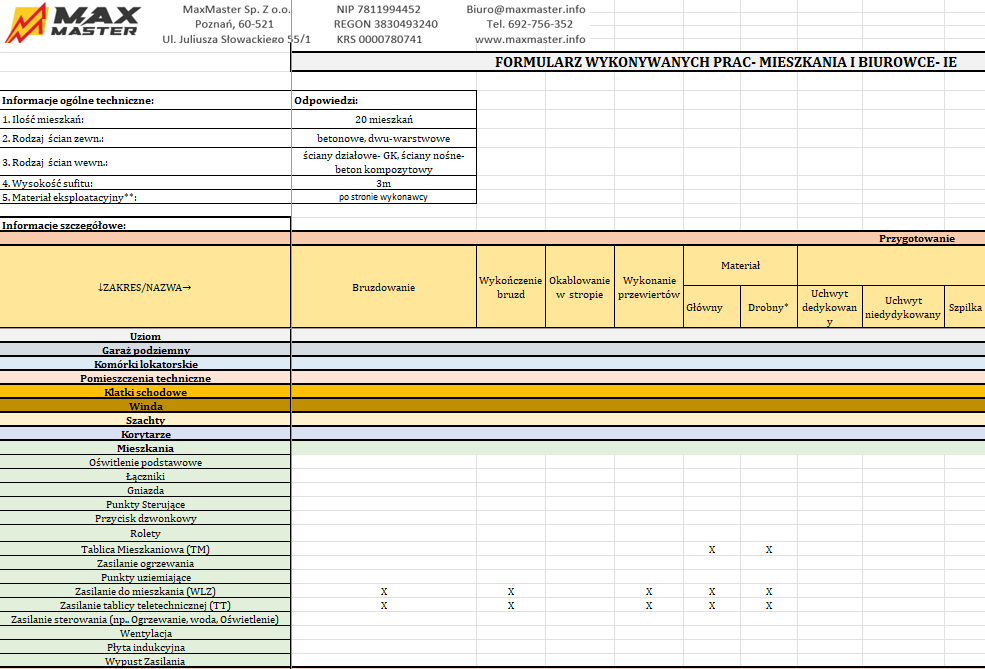 MAX
MASTER
MaxMaster Sp. Z o.o.
Poznań, 60-521
Ul. Juliusza Słowackiego 55/1
NIP 7811994452
REGON 3830493240
KRS 0000780741
Biuro@maxmaster.info
Tel. 692-756-352
www.maxmaster.info
FORMULARZ WYKONYWANYCH PRAC- MIESZKANIA I BIUROWCE- IE
Informacje ogólne techniczne: Odpowiedzi:
1. Ilość mieszkań: 20 mieszkań
2. Rodzaj ścian zewn.: betonowe, dwu-warstwowe
3. Rodzaj ścian wewn.: ściany działowe- GK, ściany nośne-
beton kompozytowy
4. Wysokość sufitu: 3m
5. Materiał eksploatacyjny**: po stronie wykonawcy
Informacje szczegółowe:
Przygotowanie
↓ZAKRES/NAZWA→
Bruzdowanie
Wykończenie
bruzd
Okablowanie
w stropie
Wykonanie
przewiertów
Materiał
Główny
Drobny*
Uchwyt
dedykowan
y
Uchwyt
niedydykowany
Szpilka
Uziom
Garaż podziemny
Komórki lokatorskie
Pomieszczenia techniczne
Klatki schodowe
Winda
Szachty
Korytarze
Mieszkania
Oświtlenie podstawowe
Łączniki
Gniazda
Punkty Sterujące
Przycisk dzwonkowy
Rolety
Tablica Mieszkaniowa (TM) X X
Zasilanie ogrzewania
Punkty uziemiające
Zasilanie do mieszkania (WLZ) X X X X X
Zasilanie tablicy teletechnicznej (TT) X X X X X
Zasilanie sterowania (np.. Ogrzewanie, woda, Oświetlenie)
Wentylacja
Płyta indukcyjna
Wypust Zasilania